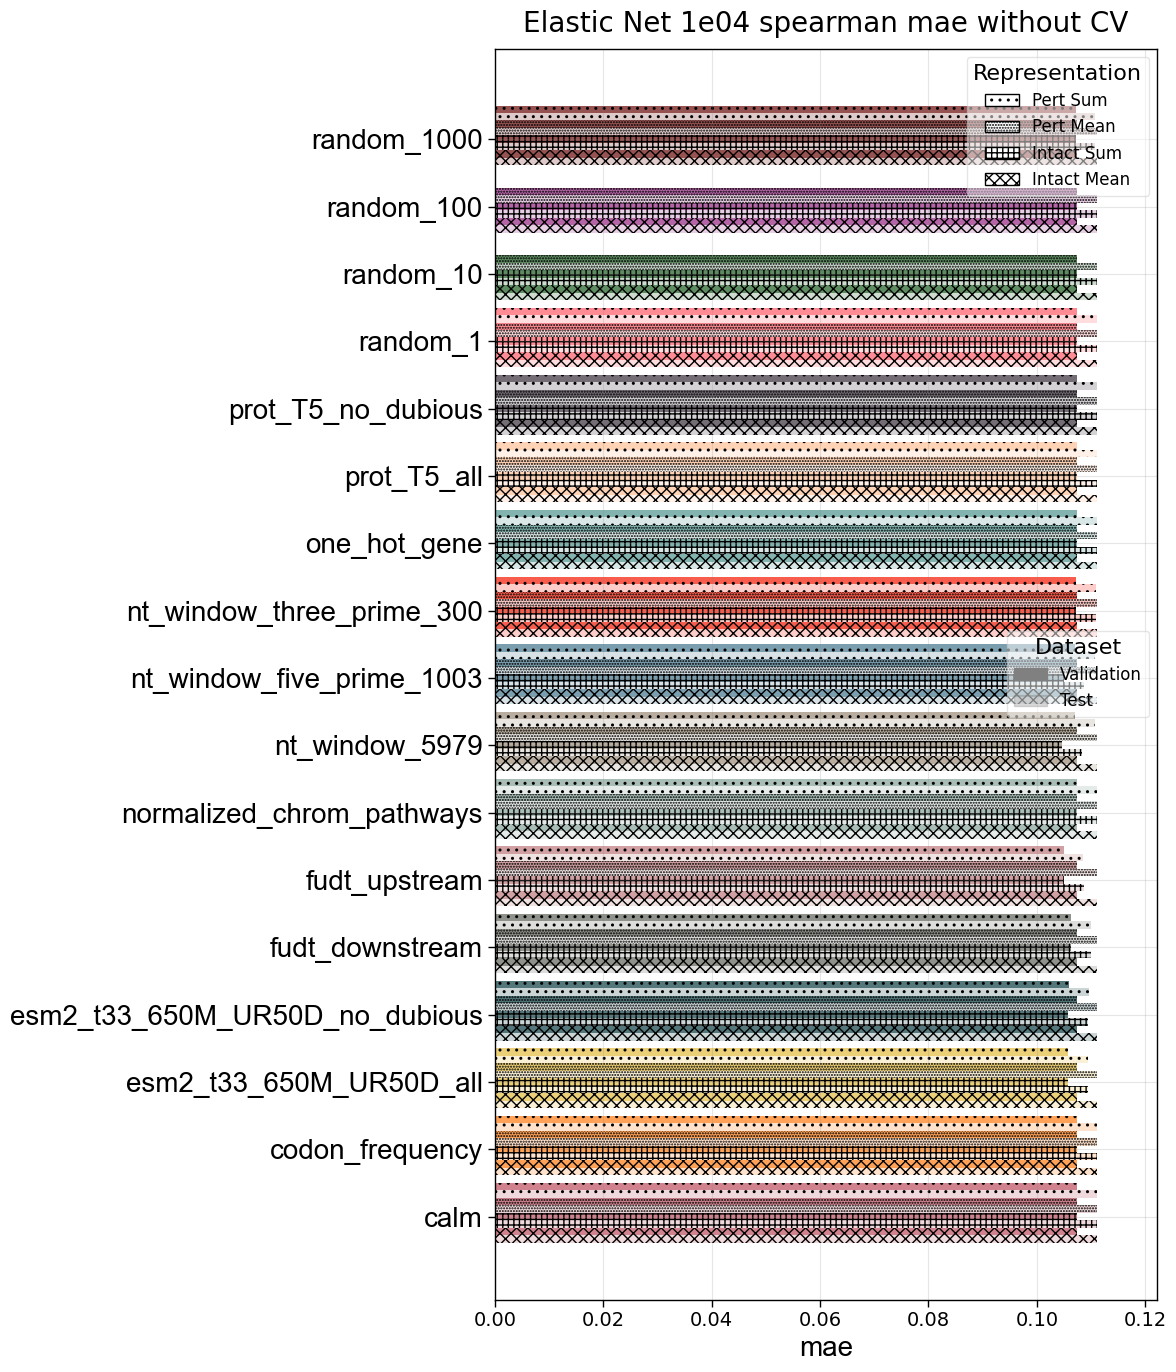 Elastic Net 1e04 spearman mae without CV
Representation
Pert Sum
Pert Mean
Intact Sum
Intact Mean
random_1000
random_100
random_10
random_1
prot_T5_no_dubious
prot_T5_all
one_hot_gene
nt_window_three_prime_300
nt_window_five_prime_1003
nt_window_5979
normalized_chrom_pathways
fudt_upstream
fudt_downstream
esm2_t33_650M_UR50D_no_dubious
esm2_t33_650M_UR50D_all
codon_frequency
calm
Dataset
Validation
Test
0.00 0.02 0.04 0.06 0.08 0.10 0.12
mae